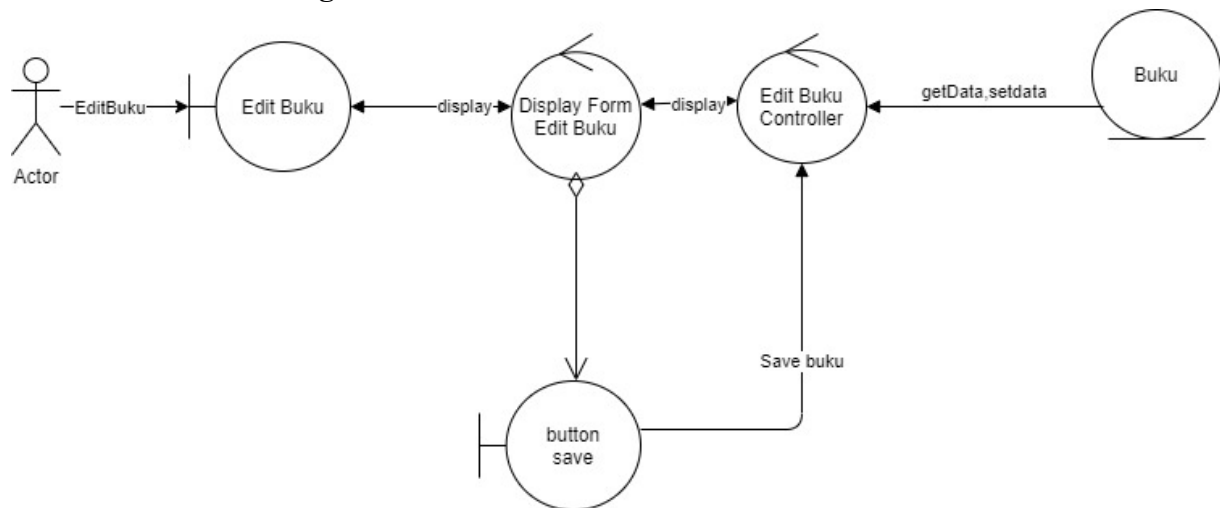 EditBuku
Actor
Edit Buku
display
Display Form
Edit Buku
display
Edit Buku
Controller
getData,setdata
Buku
Save buku
button
save